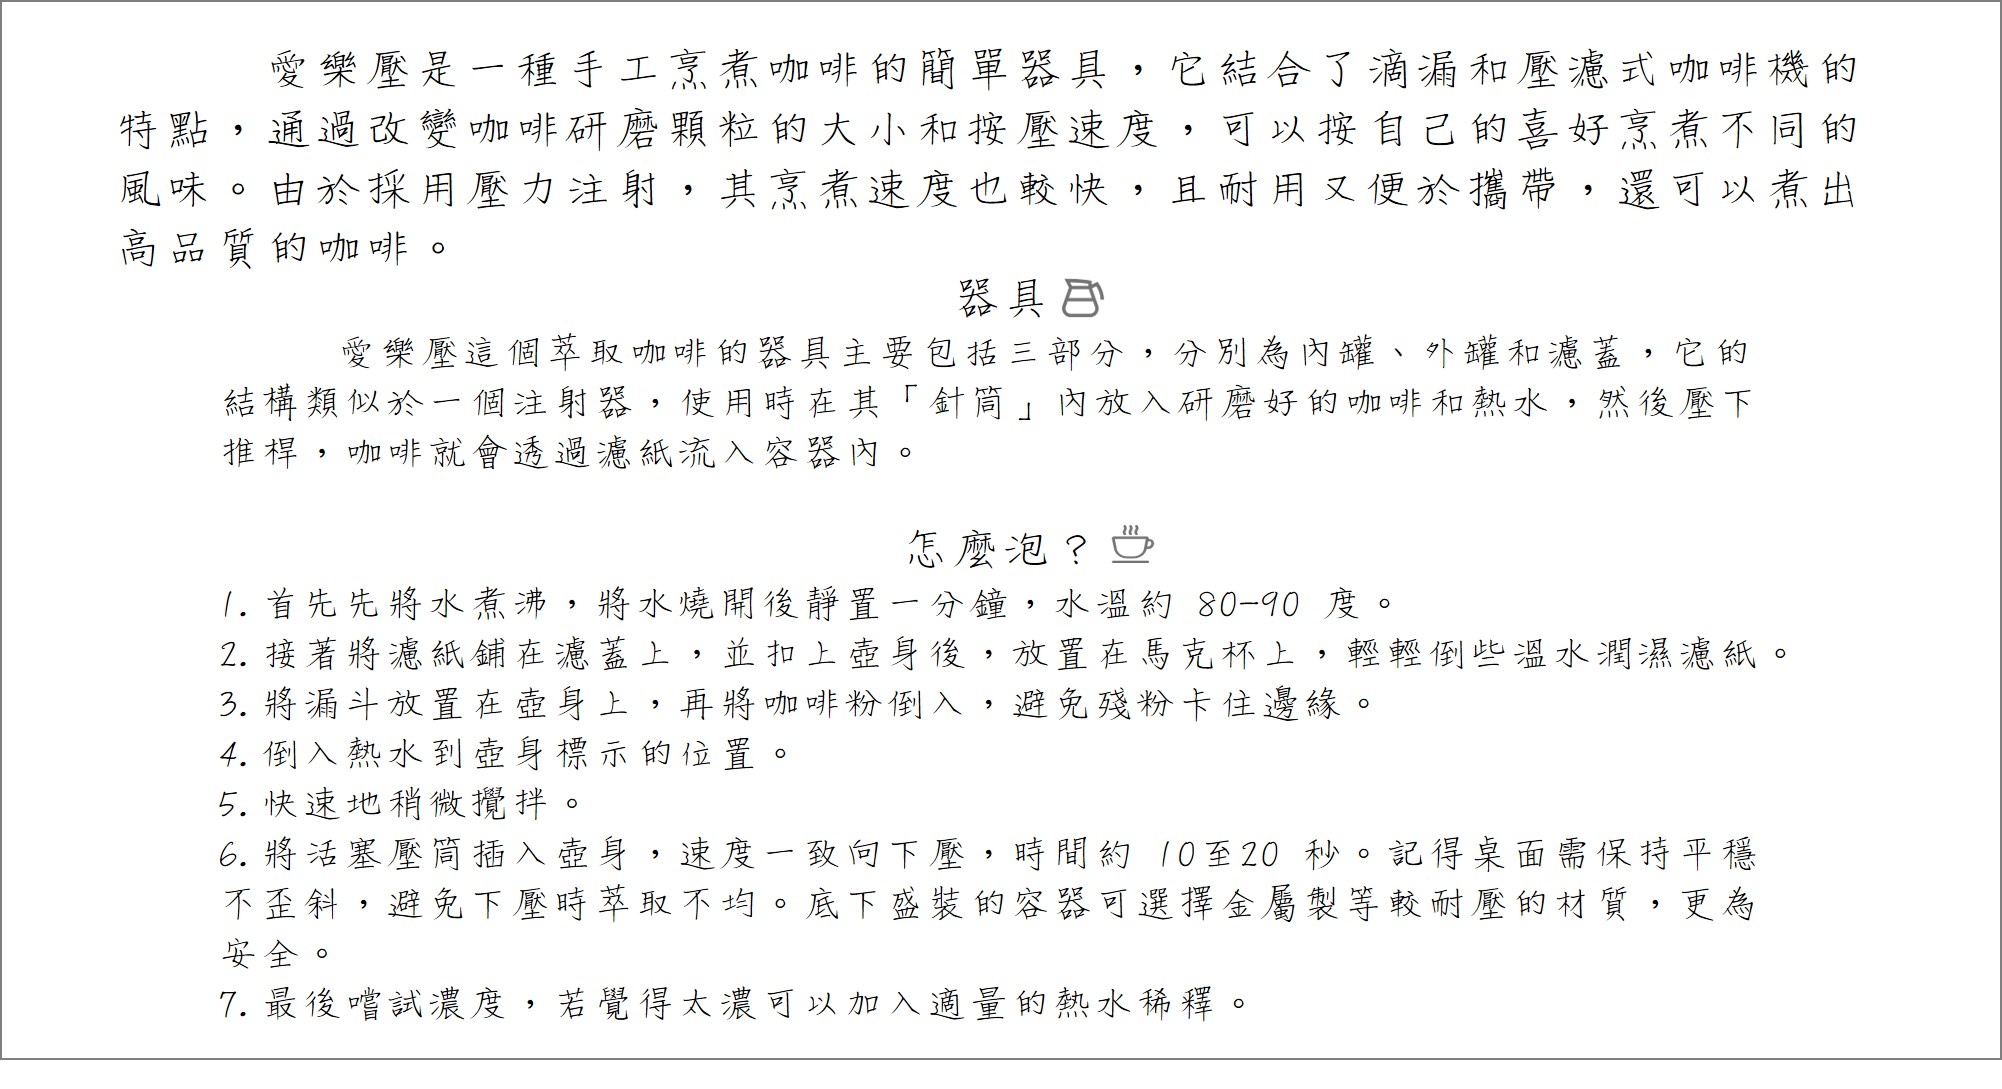 愛樂壓是一種手工烹煮咖啡的簡單器具，它結合了滴漏和壓濾式咖啡機的
特點，通過改變咖啡研磨顆粒的大小和按壓速度，可以按自己的喜好烹煮不同的
風味。由於採用壓力注射，其烹煮速度也較快，且耐用又便於攜帶，還可以煮出
高品質的咖啡。
器具
愛樂壓這個萃取咖啡的器具主要包括三部分，分別為內罐、外罐和濾蓋，它的
結構類似於一個注射器，使用時在其「針筒」內放入研磨好的咖啡和熱水，然後壓下
推桿，咖啡就會透過濾紙流入容器內。
怎麼泡？
1. 首先先將水煮沸，將水燒開後靜置一分鐘，水溫約 80-90 度。
2. 接著將濾紙鋪在濾蓋上，並扣上壺身後，放置在馬克杯上，輕輕倒些溫水潤濕濾紙。
3. 將漏斗放置在壺身上，再將咖啡粉倒入，避免殘粉卡住邊緣。
4. 倒入熱水到壺身標示的位置。
5. 快速地稍微攪拌。
6. 將活塞壓筒插入壺身，速度一致向下壓，時間約 10至20 秒。記得桌面需保持平穩
不歪斜，避免下壓時萃取不均。底下盛裝的容器可選擇金屬製等較耐壓的材質，更為
安全。
7. 最後嚐試濃度，若覺得太濃可以加入適量的熱水稀釋。